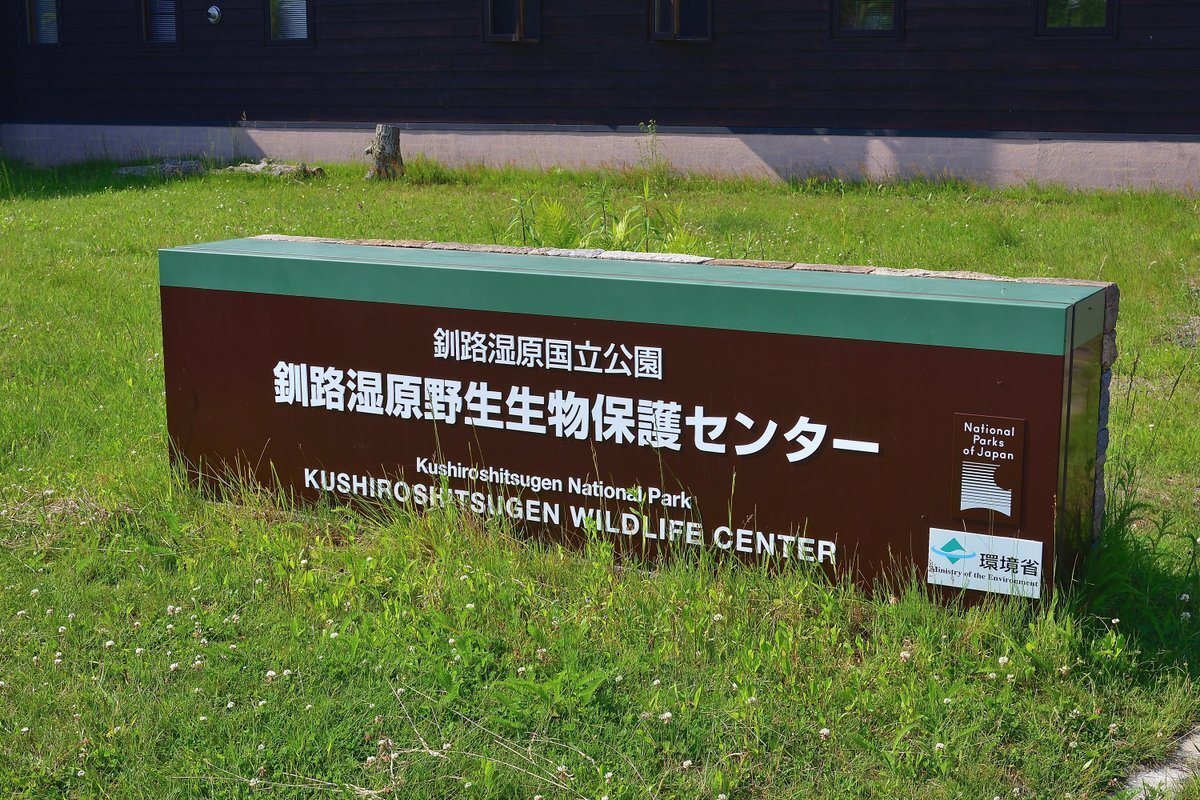 釧路湿原国立公園
釧路湿原野生生物保護センター
Kushiroshitsugen National Park
KUSHIROSHITSUGEN WILDLIFE CENTER
National
Parks
of Japan
環境省
Ministry of the Environment